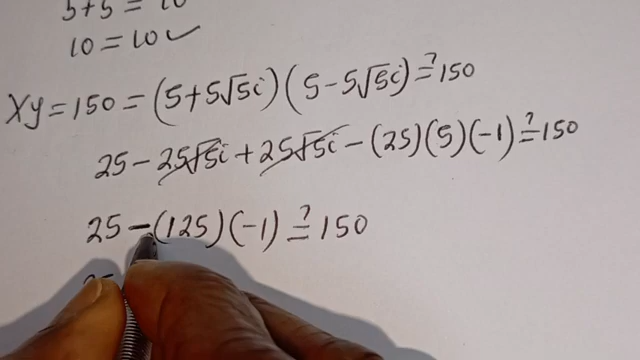 5+5 = 10
10 = 10 ✓
xy = 150 = (5+5√5i)(5-5√5i) ≟ 150
25 - 25√5i + 25√5i - (25)(5)(-1) ≟ 150
25 - (125)(-1) ≟ 150